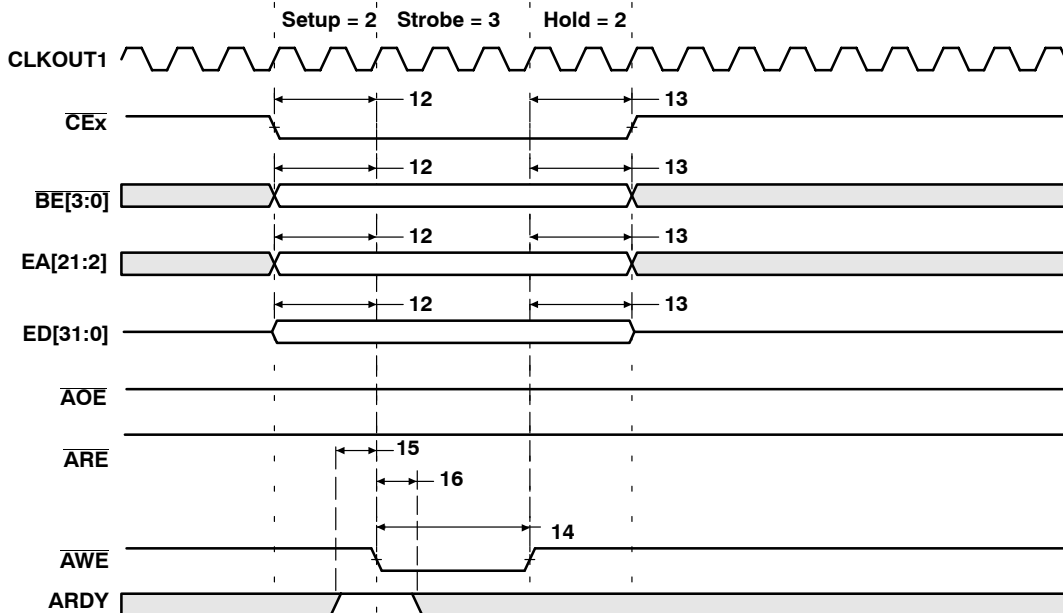 Setup = 2 Strobe = 3 Hold = 2
CLKOUT1
12 13
CEx
12 13
BE[3:0]
12 13
EA[21:2]
12 13
ED[31:0]
AOE
15
ARE
16
14
AWE
ARDY